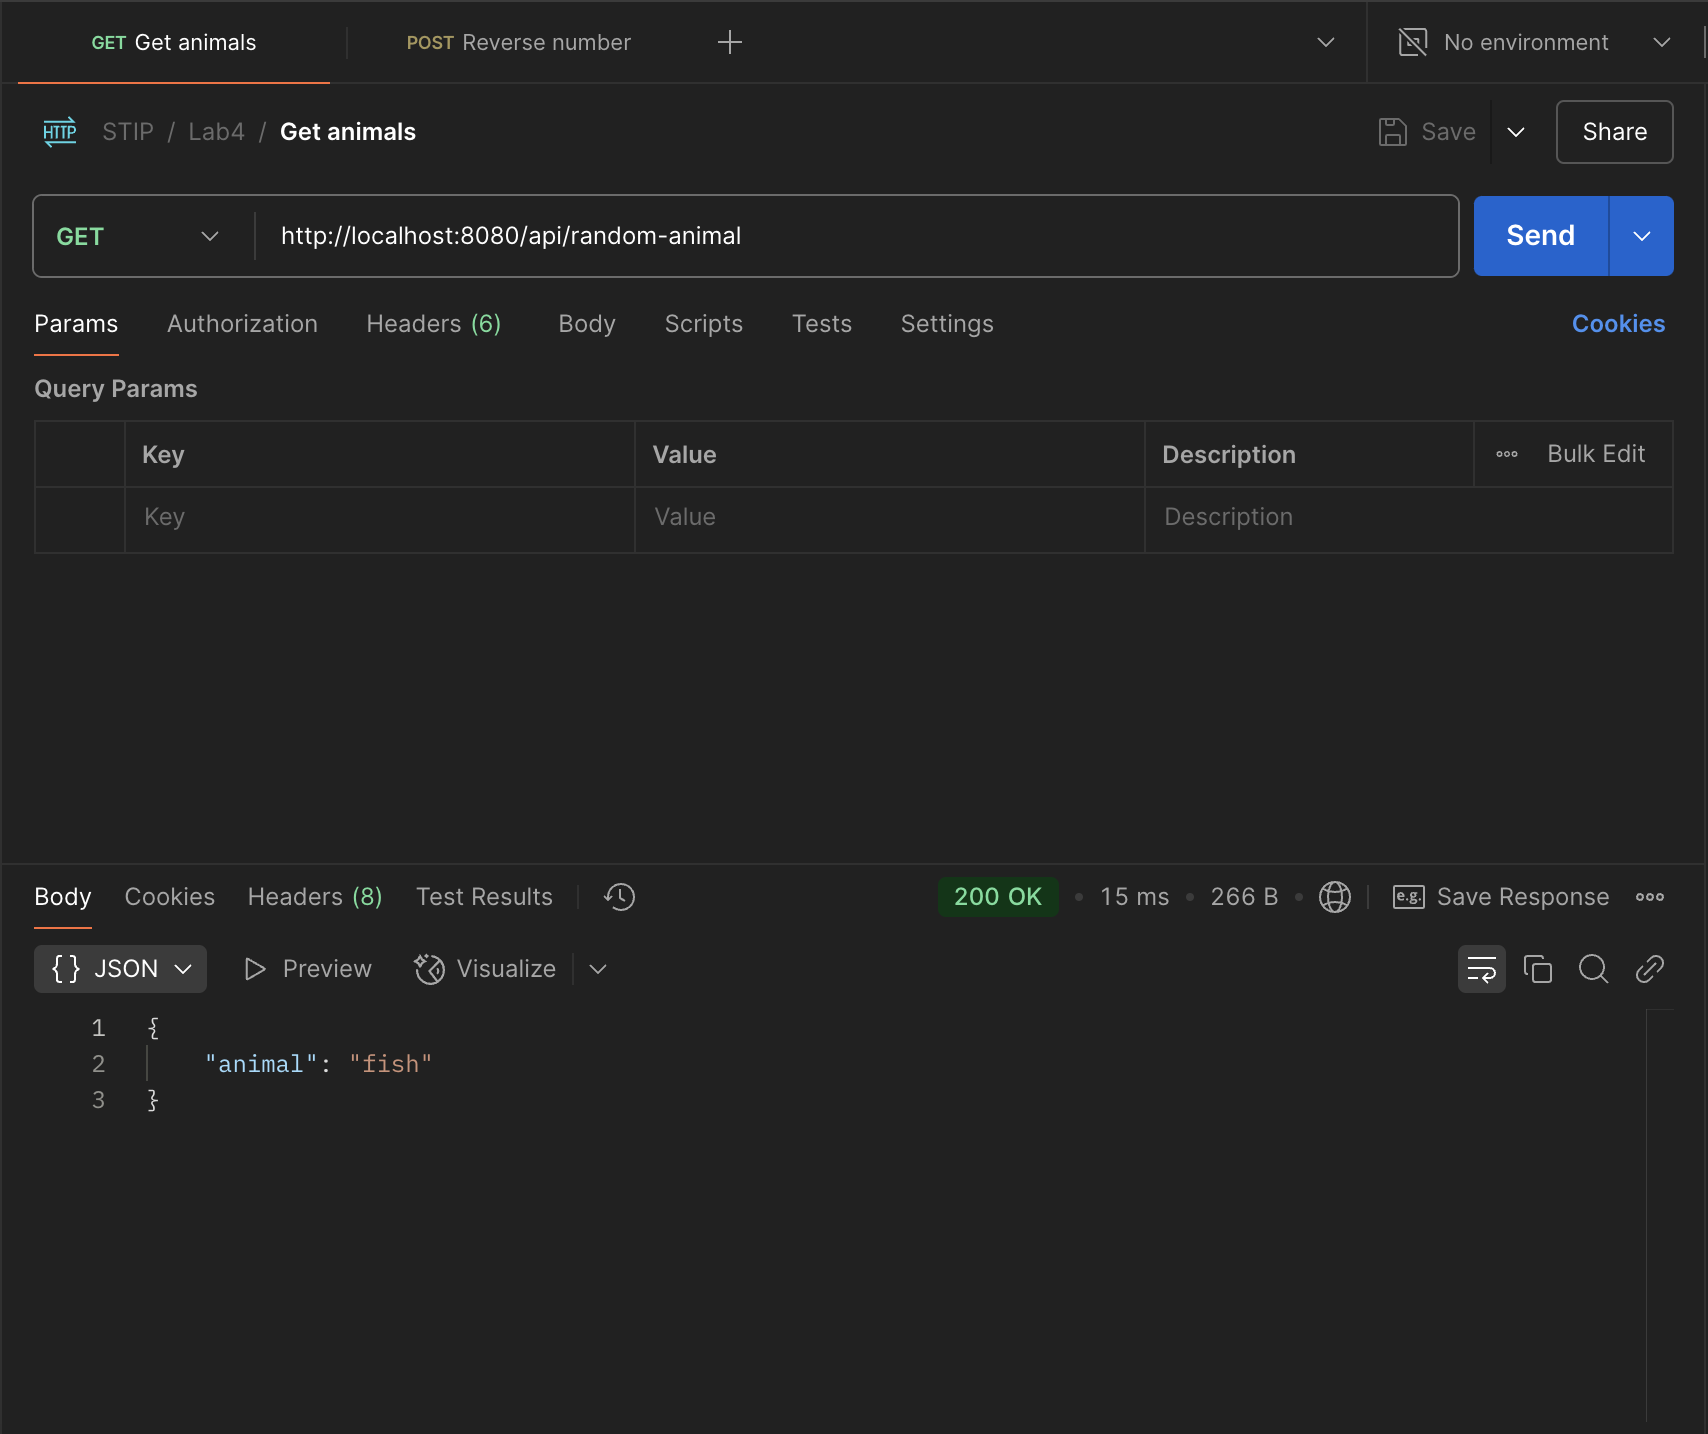 GET Get animals POST Reverse number No environment
HTTP STIP / Lab4 / Get animals Save Share
GET http://localhost:8080/api/random-animal Send
Params Authorization Headers (6) Body Scripts Tests Settings Cookies
Query Params
Key Value Description Bulk Edit
Key Value Description
Body Cookies Headers (8) Test Results 200 OK • 15 ms • 266 B • e.g. Save Response
{} JSON Preview Visualize
1 {
2 "animal": "fish"
3 }